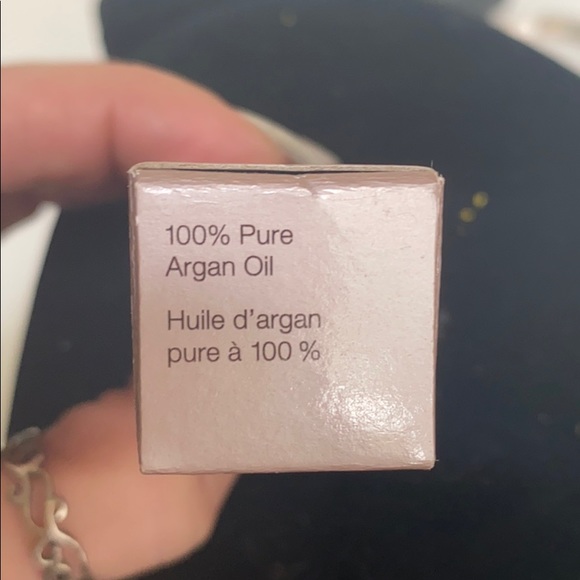 100% Pure
Argan Oil
Huile d'argan
pure à 100 %